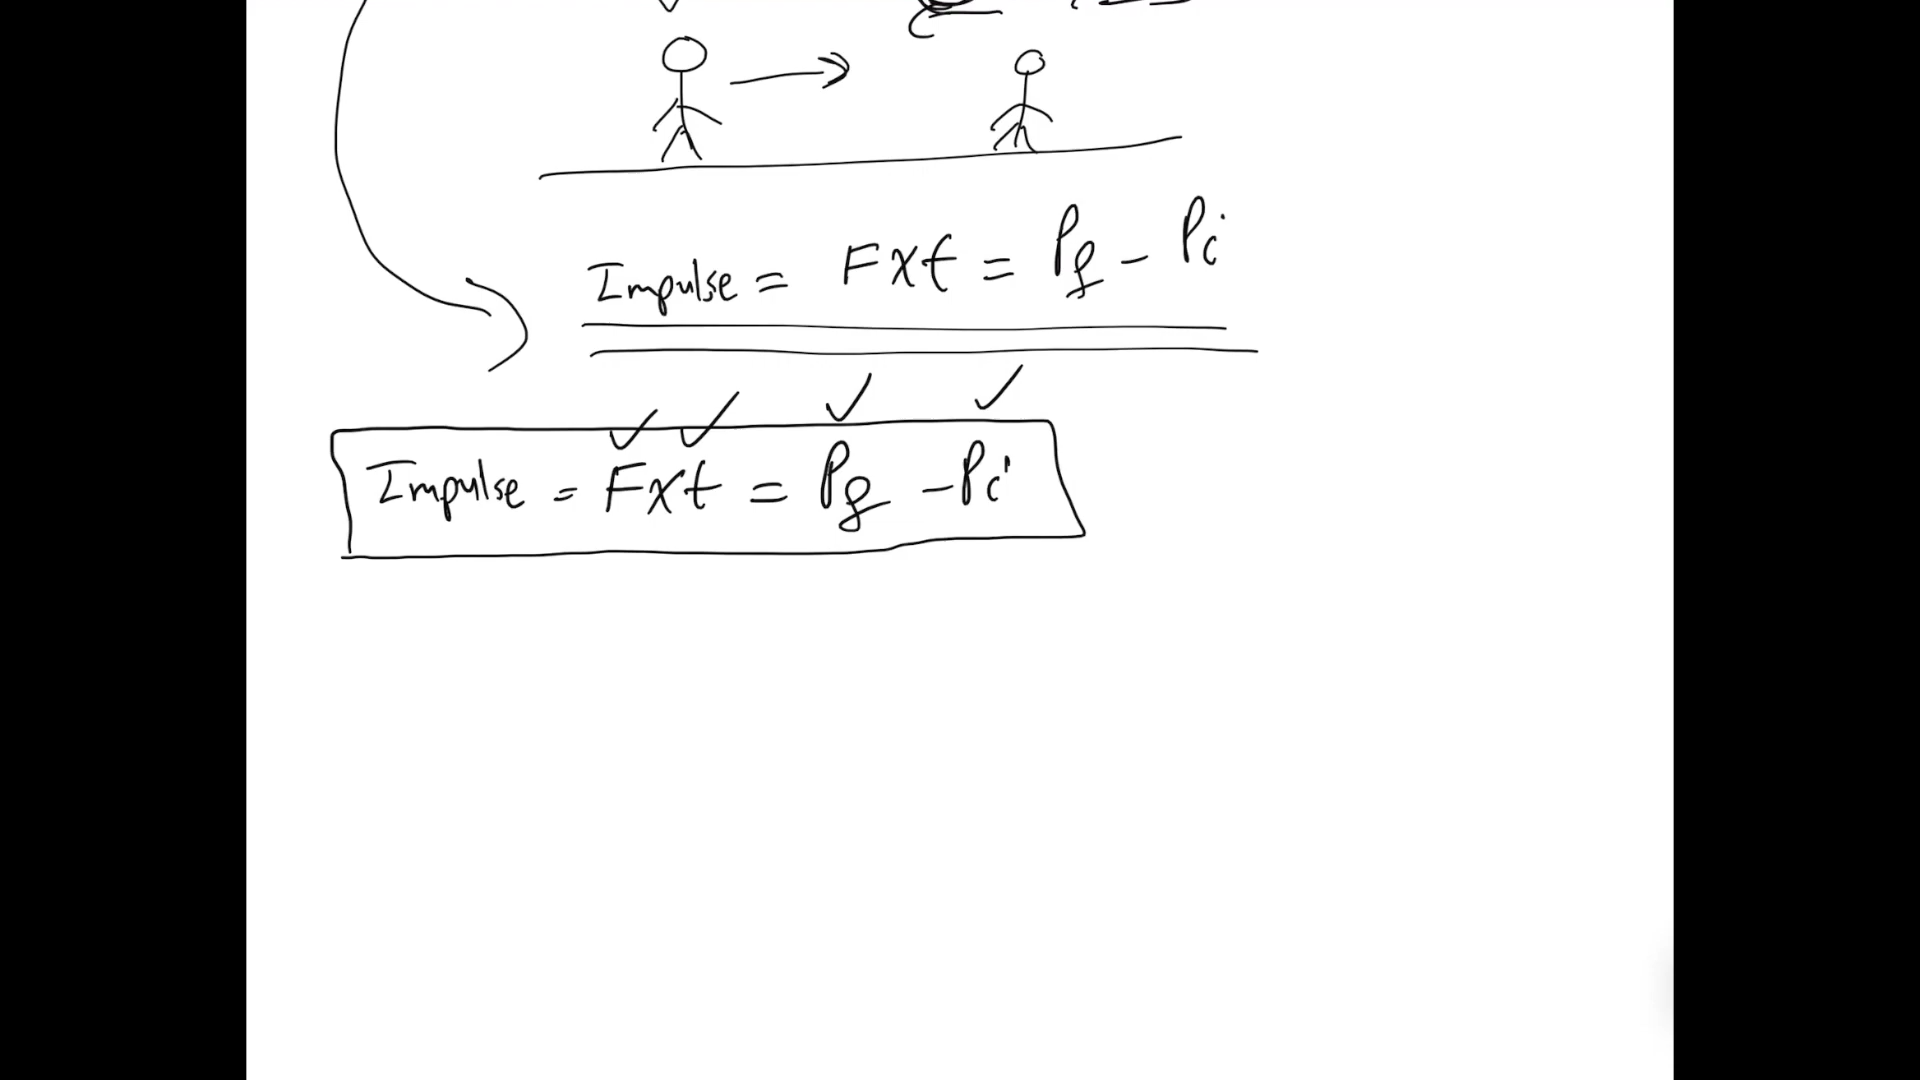 Impulse = F x t = Pf - Pi
Impulse = F x t = Pf - Pi